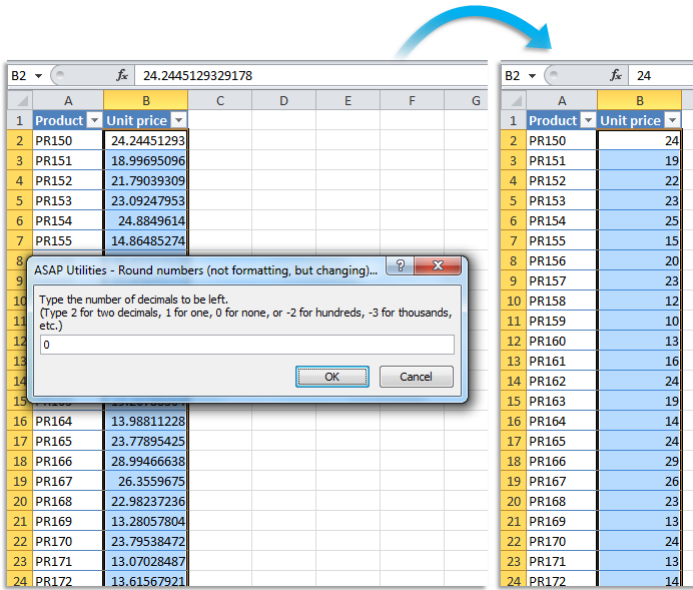 B2 fx 24.2445129329178
A B C D E F G
1 Product Unit price
2 PR150 24.24451293
3 PR151 18.99695096
4 PR152 21.79039309
5 PR153 23.09247953
6 PR154 24.8849614
7 PR155 14.86485274
8
9
10
11
12
13
14
15
ASAP Utilities - Round numbers (not formatting, but changing)...
Type the number of decimals to be left.
(Type 2 for two decimals, 1 for one, 0 for none, or -2 for hundreds, -3 for thousands,
etc.)
0
OK Cancel
16 PR164 13.98811228
17 PR165 23.77895425
18 PR166 28.99466638
19 PR167 26.3559675
20 PR168 22.98237236
21 PR169 13.28057804
22 PR170 23.79538472
23 PR171 13.07028487
24 PR172 13.61567921
B2 fx 24
A B
1 Product Unit price
2 PR150 24
3 PR151 19
4 PR152 22
5 PR153 23
6 PR154 25
7 PR155 15
8 PR156 20
9 PR157 23
10 PR158 12
11 PR159 10
12 PR160 13
13 PR161 16
14 PR162 24
15 PR163 19
16 PR164 14
17 PR165 24
18 PR166 29
19 PR167 26
20 PR168 23
21 PR169 13
22 PR170 24
23 PR171 13
24 PR172 14